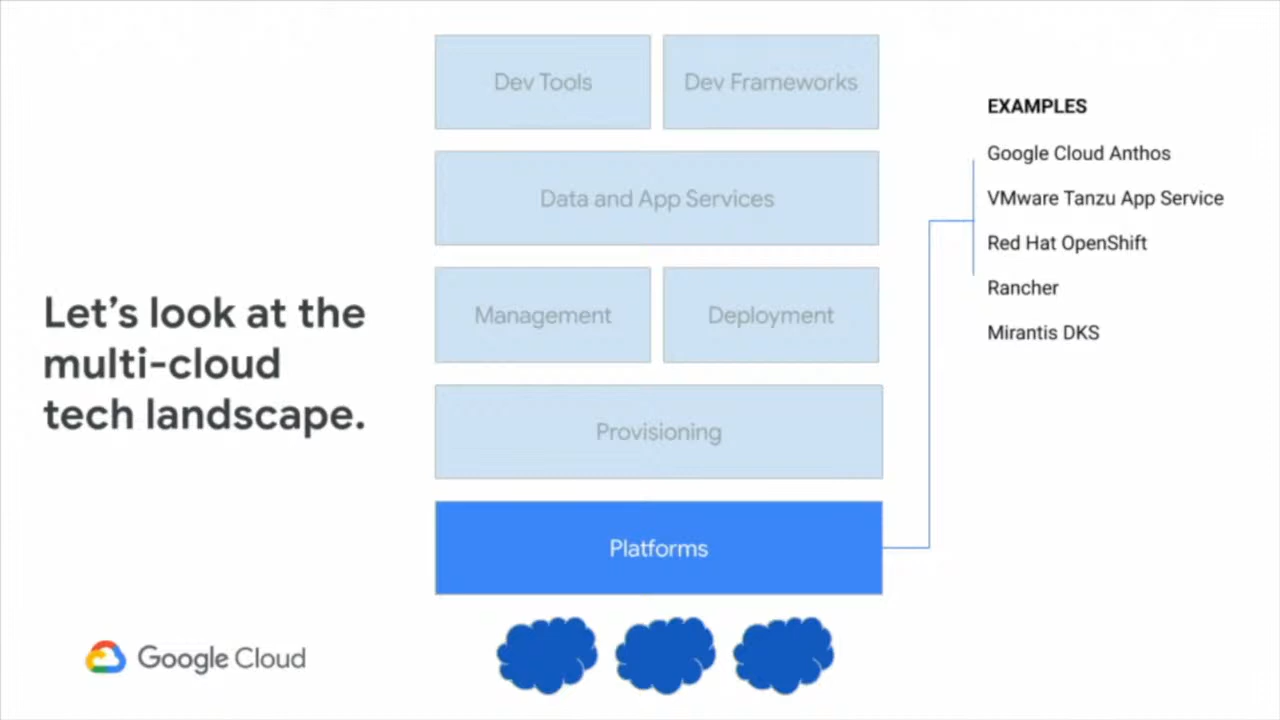 Let's look at the
multi-cloud
tech landscape.
Dev Tools
Dev Frameworks
Data and App Services
Management
Deployment
Provisioning
Platforms
EXAMPLES
Google Cloud Anthos
VMware Tanzu App Service
Red Hat OpenShift
Rancher
Mirantis DKS
Google Cloud